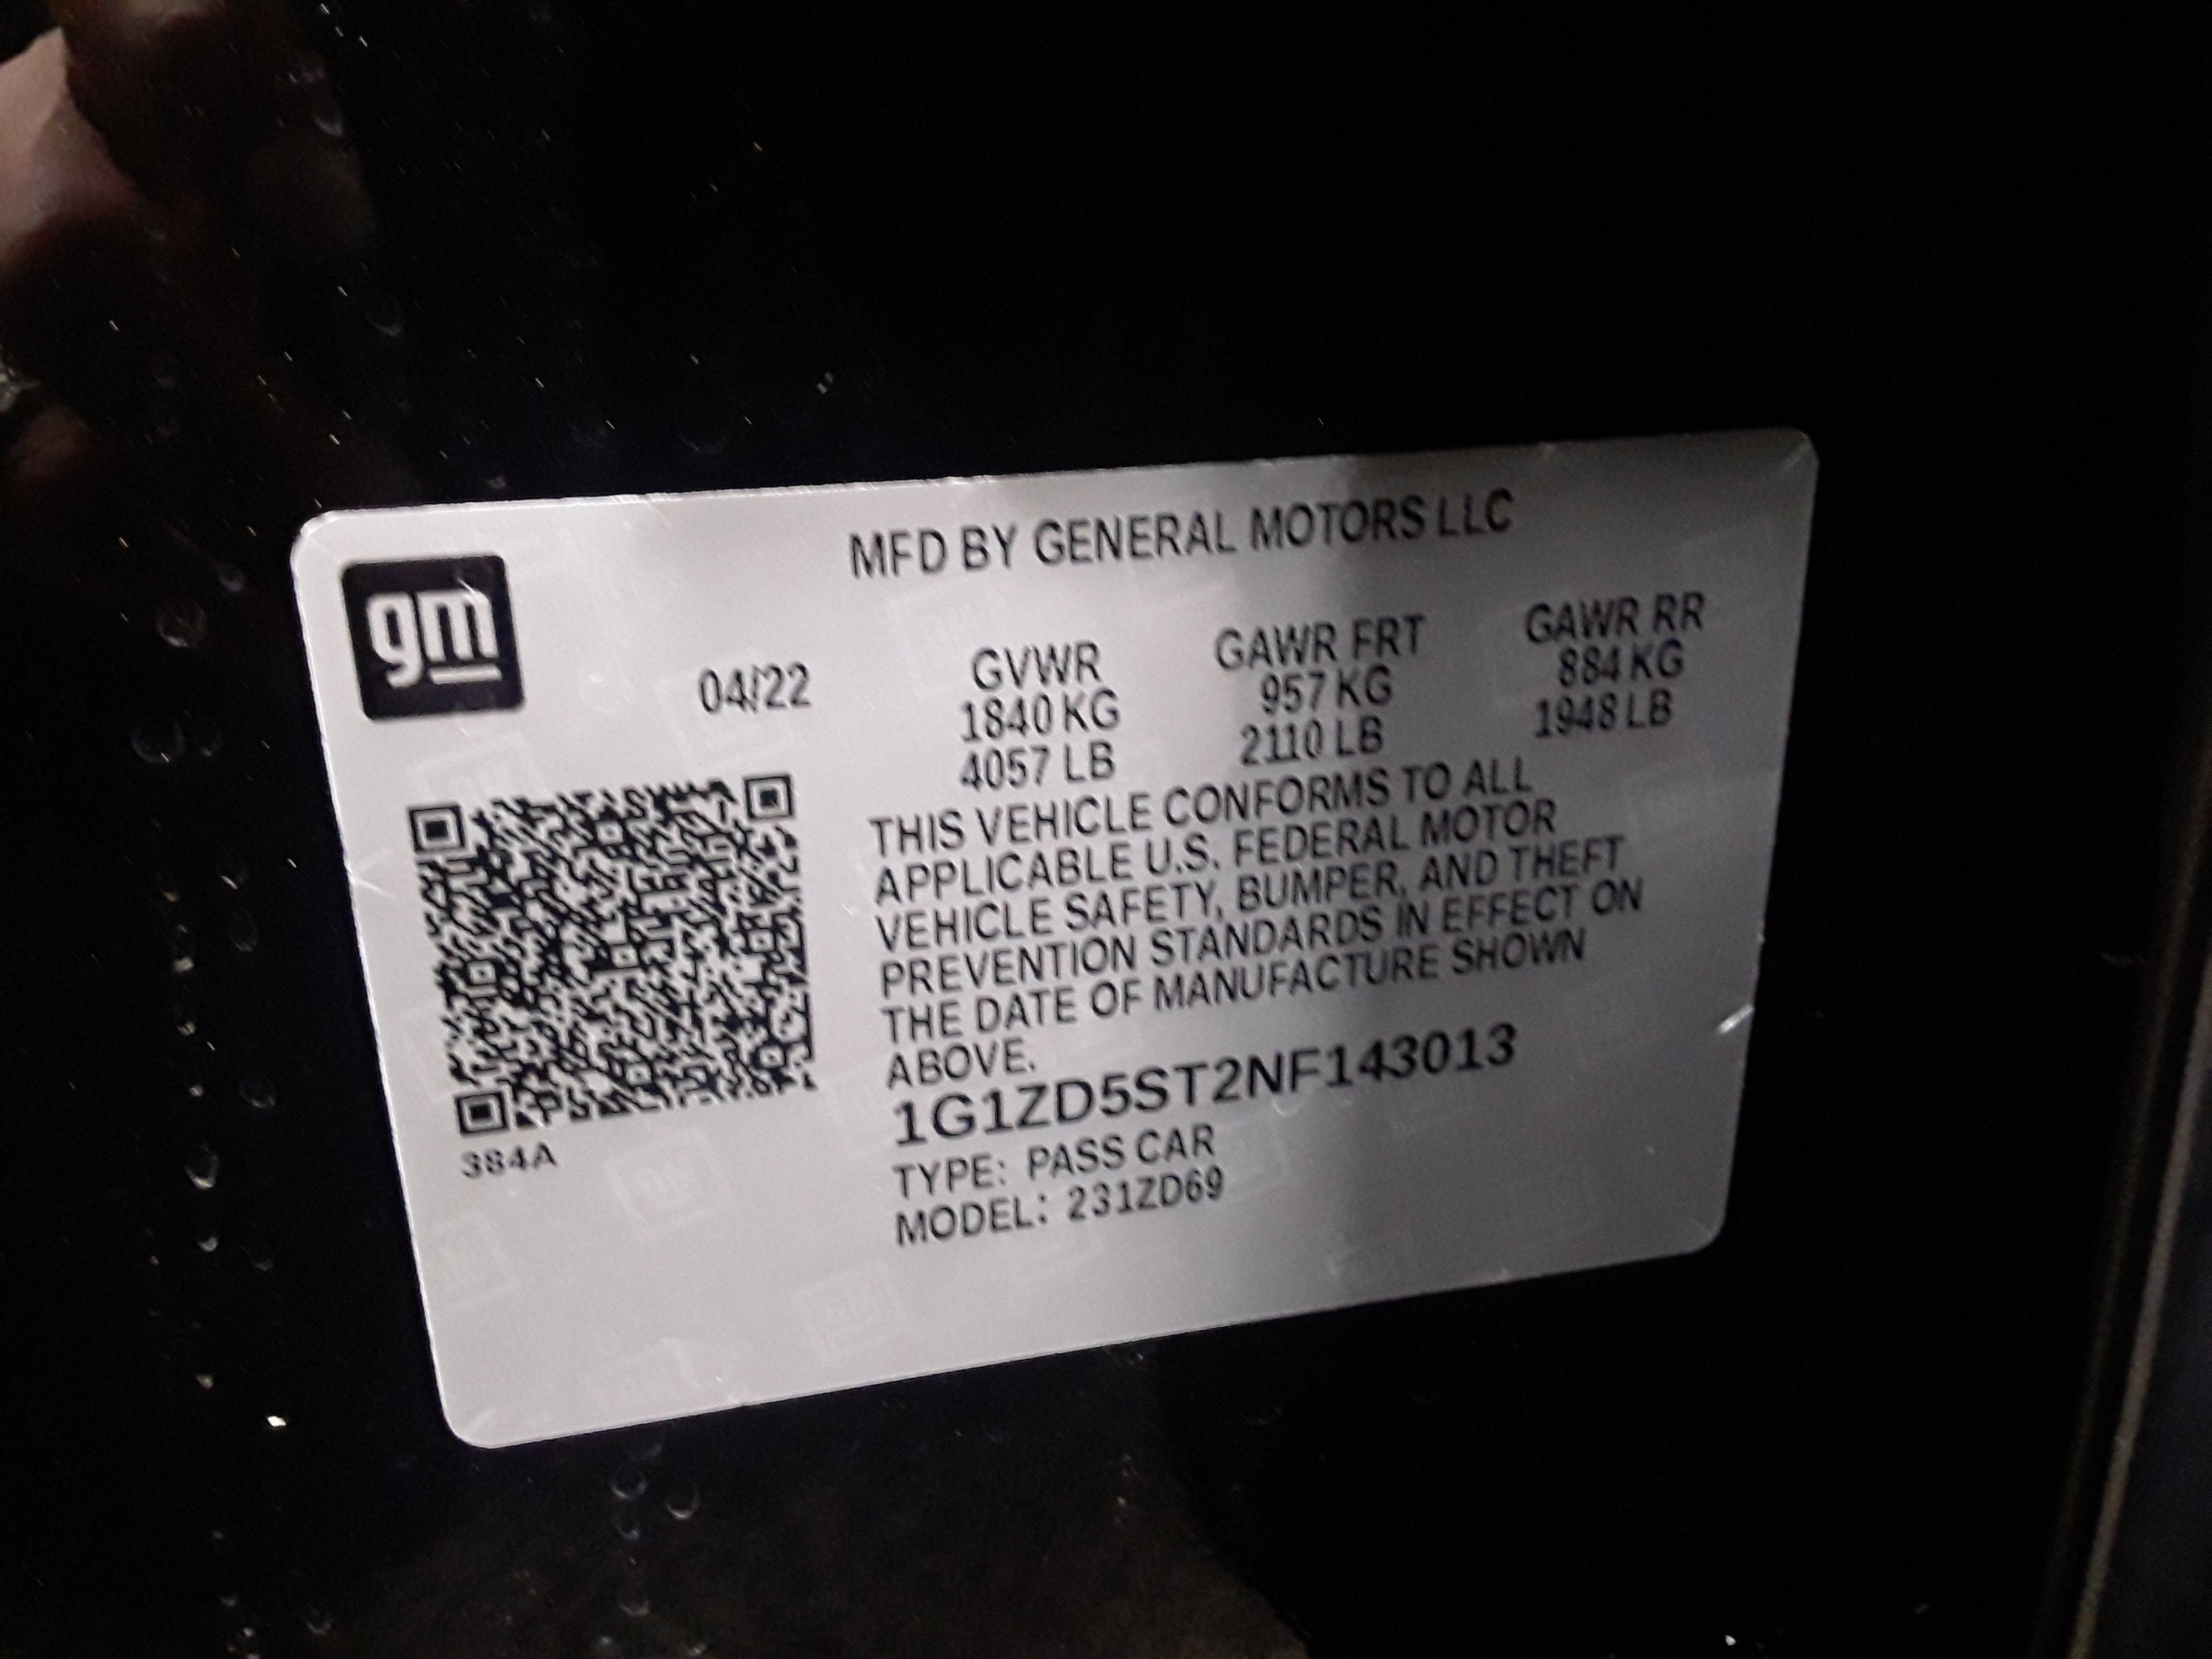 MFD BY GENERAL MOTORS LLC
gm
04/22
GVWR
1840 KG
4057 LB
GAWR FRT
957 KG
2110 LB
GAWR RR
884 KG
1948 LB
THIS VEHICLE CONFORMS TO ALL
APPLICABLE U.S. FEDERAL MOTOR
VEHICLE SAFETY, BUMPER, AND THEFT
PREVENTION STANDARDS IN EFFECT ON
THE DATE OF MANUFACTURE SHOWN
ABOVE.
1G1ZD5ST2NF143013
TYPE: PASS CAR
MODEL: 231ZD69
384A